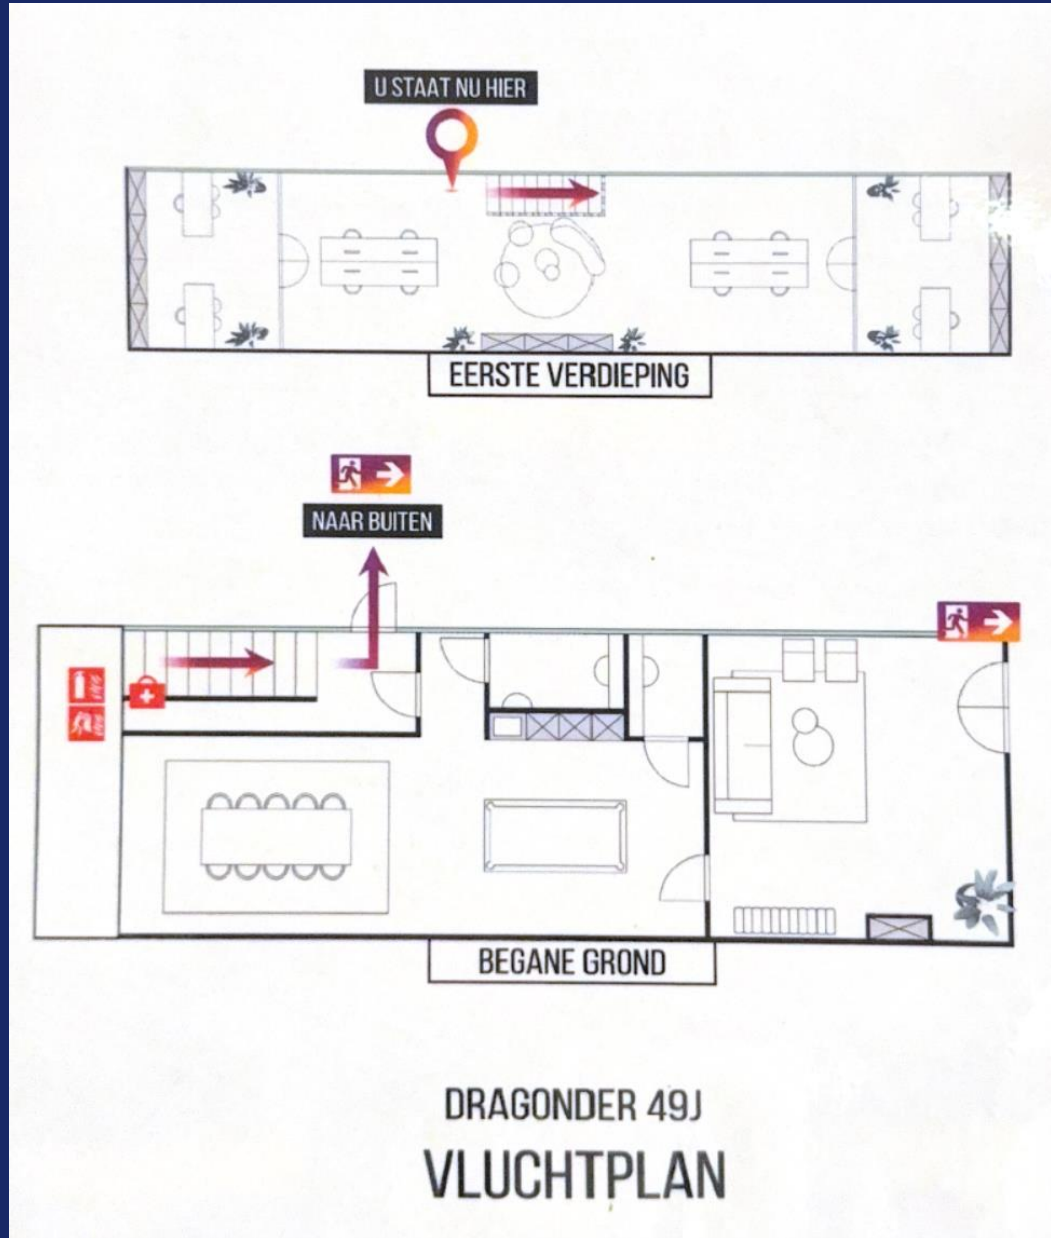 U STAAT NU HIER
EERSTE VERDIEPING
NAAR BUITEN
BEGANE GROND
DRAGONDER 49J
VLUCHTPLAN